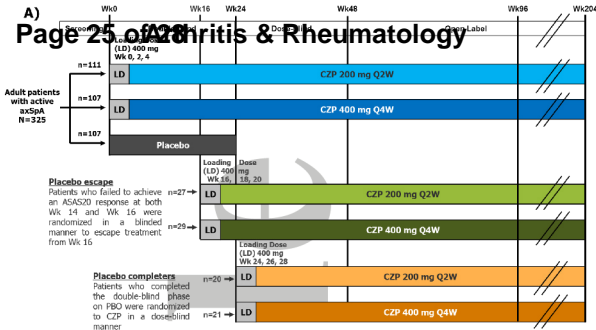 A)
Wk0 Wk16 Wk24 Wk48 Wk96 Wk204
Screening Dose-Blind Open Label
Page 25 of 28 Arthritis & Rheumatology
Loading Dose
(LD) 400 mg
Wk 0, 2, 4
n=111
LD CZP 200 mg Q2W
Adult patients
with active
axSpA
N=325
n=107
LD CZP 400 mg Q4W
n=107
Placebo
Loading Dose
(LD) 400 mg
Wk 16, 18, 20
Placebo escape
Patients who failed to achieve
an ASAS20 response at both
Wk 14 and Wk 16 were
randomized in a blinded
manner to escape treatment
from Wk 16
n=27
LD CZP 200 mg Q2W
n=29
LD CZP 400 mg Q4W
Loading Dose
(LD) 400 mg
Wk 24, 26, 28
Placebo completers
Patients who completed
the double-blind phase
on PBO were randomized
to CZP in a dose-blind
manner
n=20
LD CZP 200 mg Q2W
n=21
LD CZP 400 mg Q4W